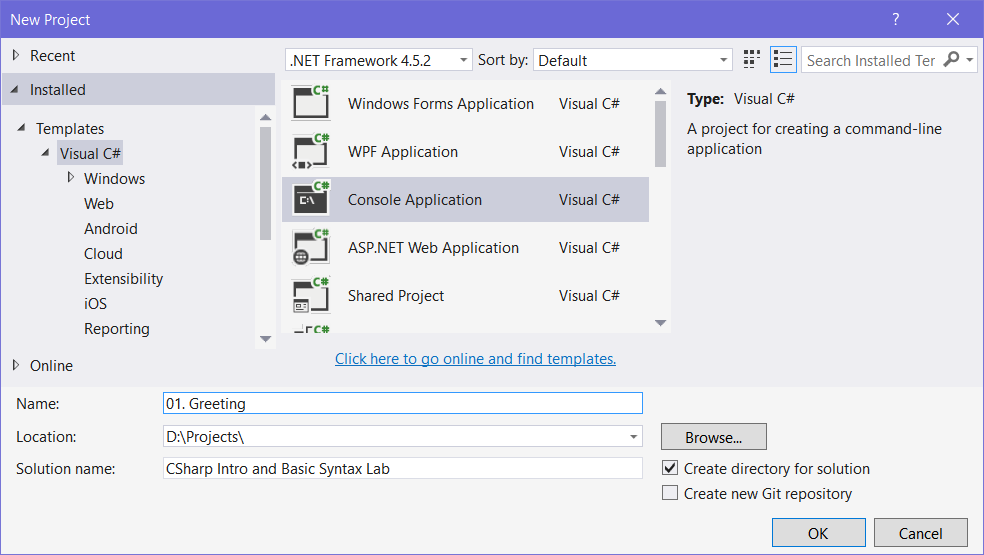 New Project
?
Recent
.NET Framework 4.5.2
Sort by:
Default
Search Installed Ter
Installed
Templates
Visual C#
Windows
Web
Android
Cloud
Extensibility
iOS
Reporting
Online
C#
Windows Forms Application Visual C#
C#
WPF Application Visual C#
C#
C:\
Console Application Visual C#
C#
ASP.NET Web Application Visual C#
C#
Shared Project Visual C#
C#
Click here to go online and find templates.
Type: Visual C#
A project for creating a command-line
application
Name: 01. Greeting
Location: D:\Projects\
Browse...
Solution name: CSharp Intro and Basic Syntax Lab
Create directory for solution
Create new Git repository
OK
Cancel